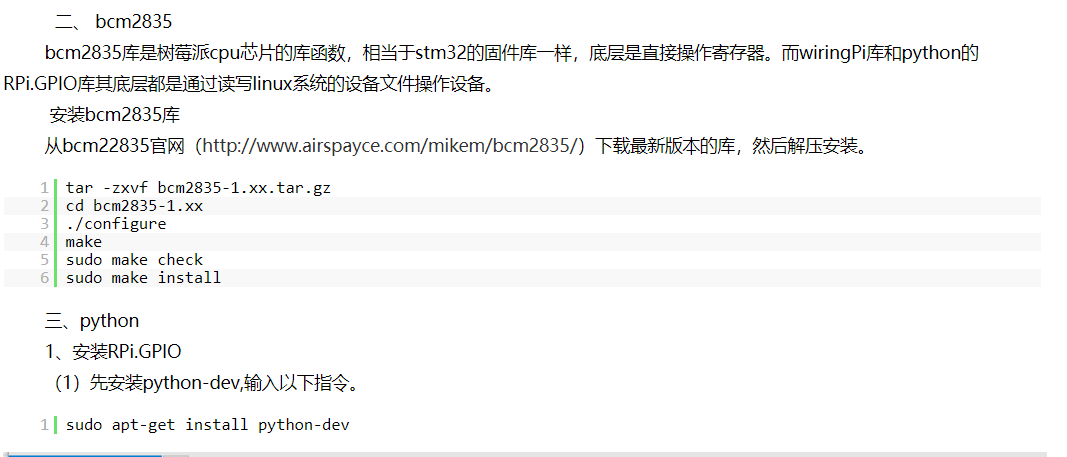 二、 bcm2835
bcm2835库是树莓派cpu芯片的库函数，相当于stm32的固件库一样，底层是直接操作寄存器。而wiringPi库和python的
RPi.GPIO库其底层都是通过读写linux系统的设备文件操作设备。
安装bcm2835库
从bcm22835官网（http://www.airspayce.com/mikem/bcm2835/）下载最新版本的库，然后解压安装。
1 tar -zxvf bcm2835-1.xx.tar.gz
2 cd bcm2835-1.xx
3 ./configure
4 make
5 sudo make check
6 sudo make install
三、python
1、安装RPi.GPIO
（1）先安装python-dev,输入以下指令。
1 sudo apt-get install python-dev